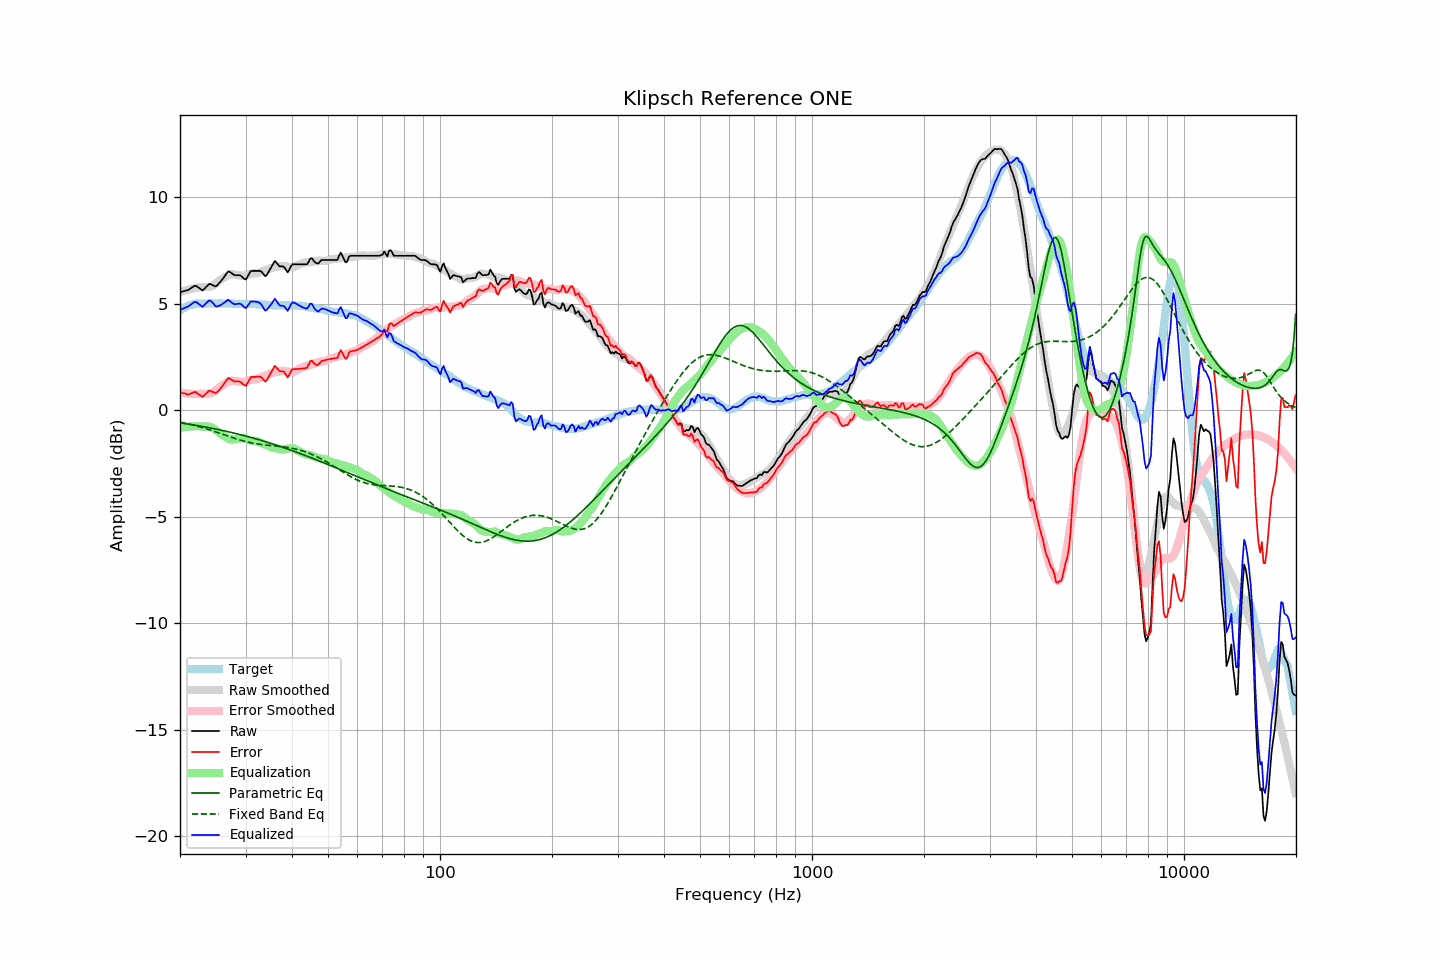 Klipsch Reference ONE
10
5
0
−5
−10
−15
−20
Amplitude (dBr)
Target
Raw Smoothed
Error Smoothed
Raw
Error
Equalization
Parametric Eq
Fixed Band Eq
Equalized
100
1000
10000
Frequency (Hz)